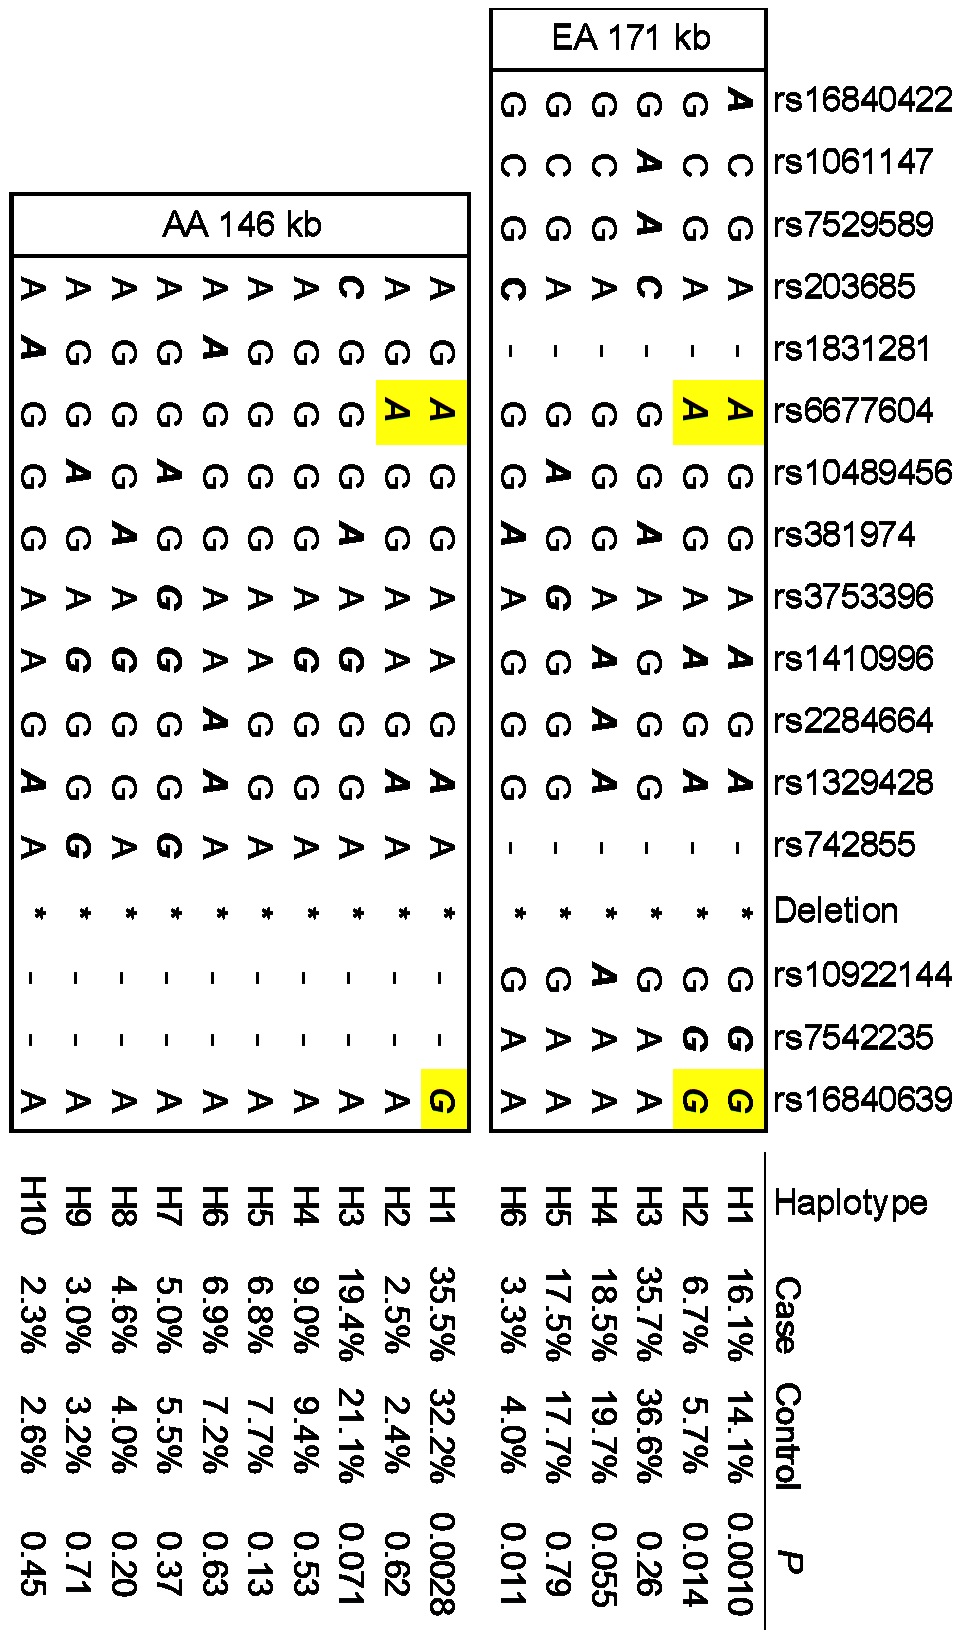 rs16840422 rs1061147 rs7529589 rs203685 rs1831281 rs6677604 rs10489456 rs381974 rs3753396 rs1410996 rs2284664 rs1329428 rs742855 Deletion rs10922144 rs7542235 rs16840639 Haplotype Case Control P
EA 171 kb
A C G A - A G G A A G A - * G G G H1 16.1% 14.1% 0.0010
G C G A - A G G A A G A - * G G G H2 6.7% 5.7% 0.014
G A A C - G G A A G G G - * G A A H3 35.7% 36.6% 0.26
G C G A - G G G A A A A - * A A A H4 18.5% 19.7% 0.055
G C G A - G A G G G G G - * G A A H5 17.5% 17.7% 0.79
G C G C - G G A A G G G - * G A A H6 3.3% 4.0% 0.011
AA 146 kb
A G A G G A A G A A * - - G H1 35.5% 32.2% 0.0028
A G A G G A A G A A * - - A H2 2.5% 2.4% 0.62
C G G G A A G G G A * - - A H3 19.4% 21.1% 0.071
A G G G G A G G G A * - - A H4 9.0% 9.4% 0.53
A G G G G A A G G A * - - A H5 6.8% 7.7% 0.13
A A G G G A A A A A * - - A H6 6.9% 7.2% 0.63
A G G A G G G G G G * - - A H7 5.0% 5.5% 0.37
A G G G A A G G G A * - - A H8 4.6% 4.0% 0.20
A G G A G A G G G G * - - A H9 3.0% 3.2% 0.71
A A G G G A A G A A * - - A H10 2.3% 2.6% 0.45